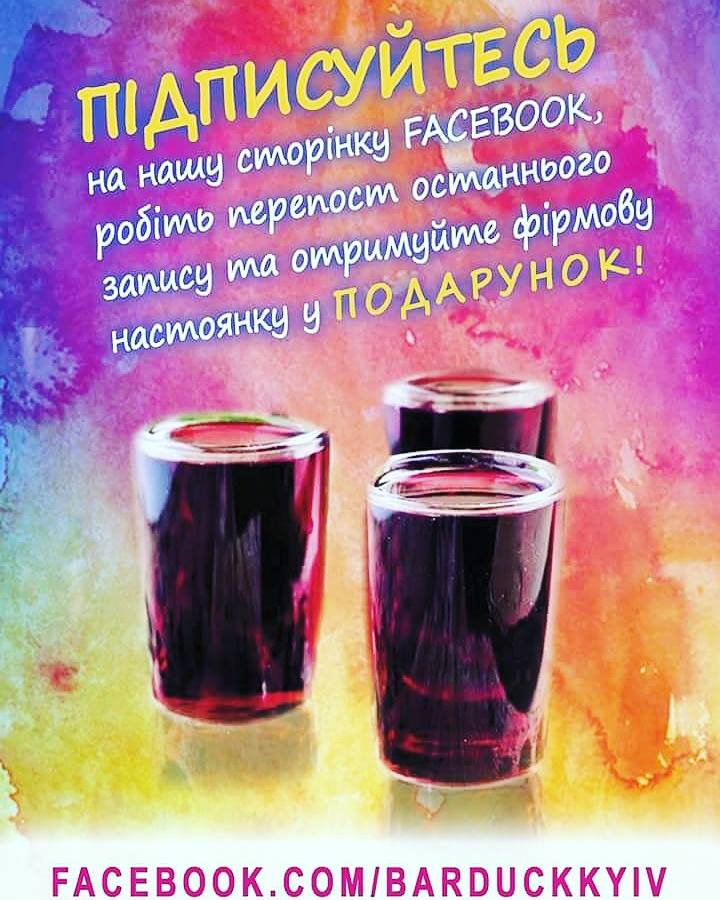 ПІДПИСУЙТЕСЬ
на нашу сторінку FACEBOOK,
робіть перепост останнього
запису та отримуйте фірмову
настоянку у ПОДАРУНОК!
FACEBOOK.COM/BARDUCKKYIV